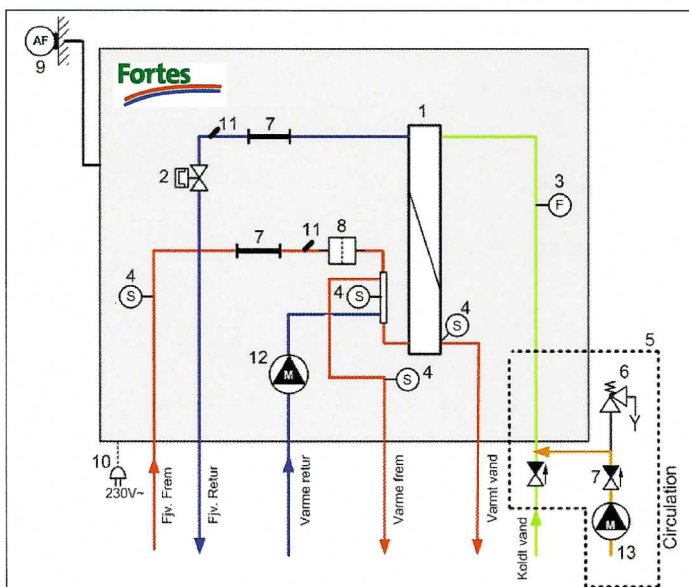 AF
9
Fortes
1
11
7
2
3
F
7
11
8
4
S
4
S
4
S
5
12
M
S
4
6
10
230V~
Fjv. Frem
Fjv. Retur
Varme retur
Varme frem
Varmt vand
Koldt vand
7
M
13
Circulation